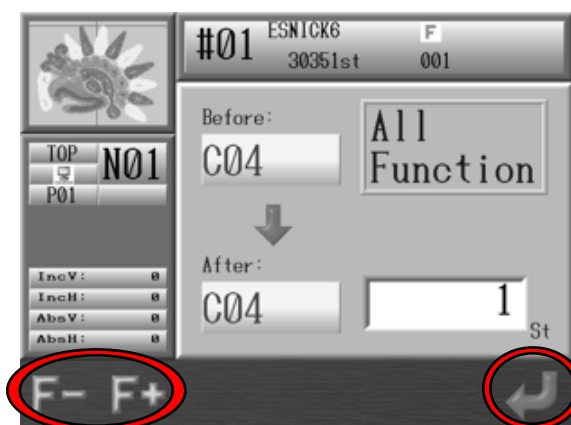 #01 ESNICK6 F
30351st 001
TOP N01
P01
Before:
C04
All
Function
After:
C04
1
St
IncV: 0
IncH: 0
AbsV: 0
AbsH: 0
F- F+